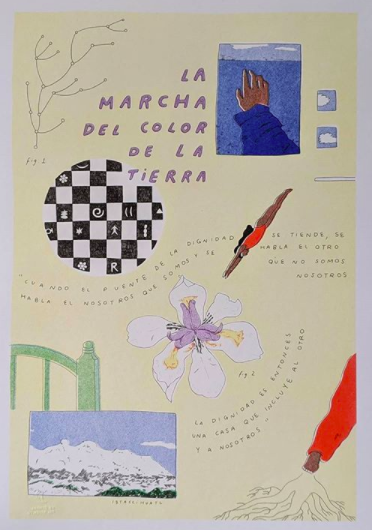 LA
MARCHA
DEL COLOR
DE LA
TiERRA
Fig 1
R
"CUANDO EL PUENTE DE LA DIGNIDAD SE TIENDE, SE
HABLA EL NOSOTROS QUE SOMOS Y SE HABLA EL OTRO
QUE NO SOMOS
NOSOTROS
Fig 2
LA DIGNIDAD ES ENTONCES
UNA CASA QUE INCLUYE AL OTRO
Y A NOSOTROS"